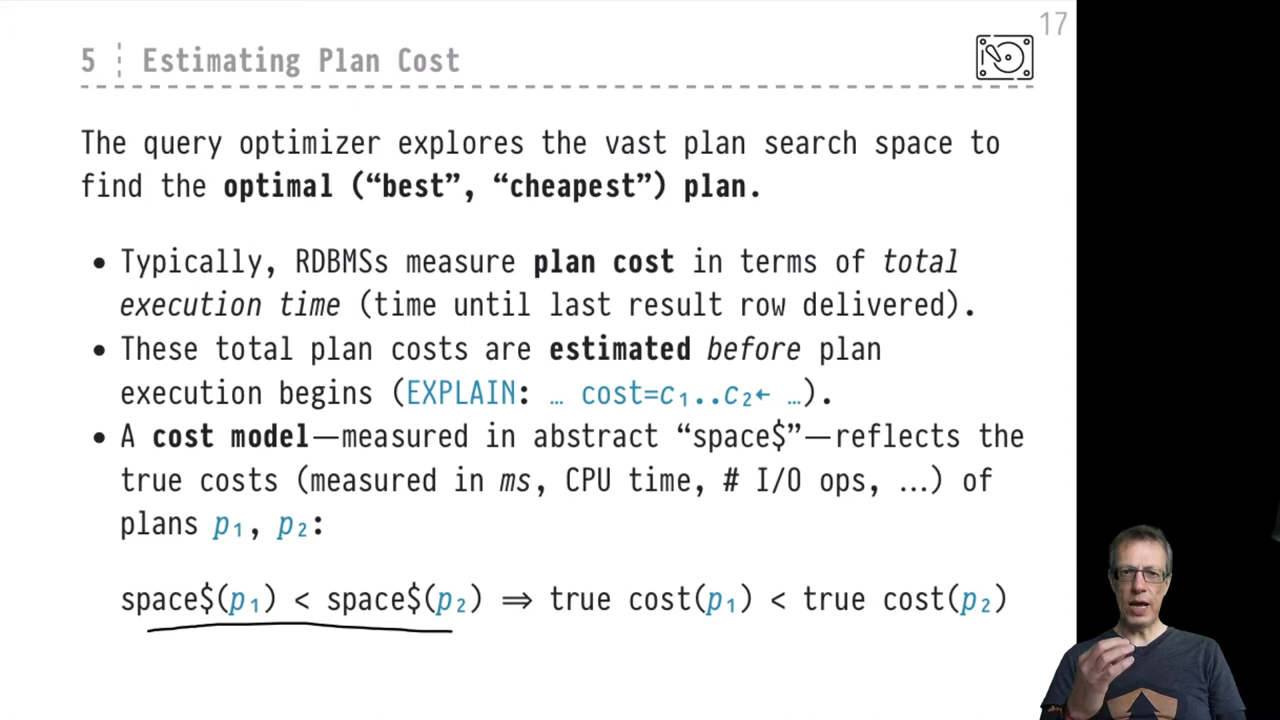 17
5 ┆ Estimating Plan Cost
The query optimizer explores the vast plan search space to
find the optimal (“best”, “cheapest”) plan.
• Typically, RDBMSs measure plan cost in terms of total
execution time (time until last result row delivered).
• These total plan costs are estimated before plan
execution begins (EXPLAIN: … cost=c₁..c₂← …).
• A cost model—measured in abstract “space$”—reflects the
true costs (measured in ms, CPU time, # I/O ops, …) of
plans p₁, p₂:
space$(p₁) < space$(p₂) ⇒ true cost(p₁) < true cost(p₂)